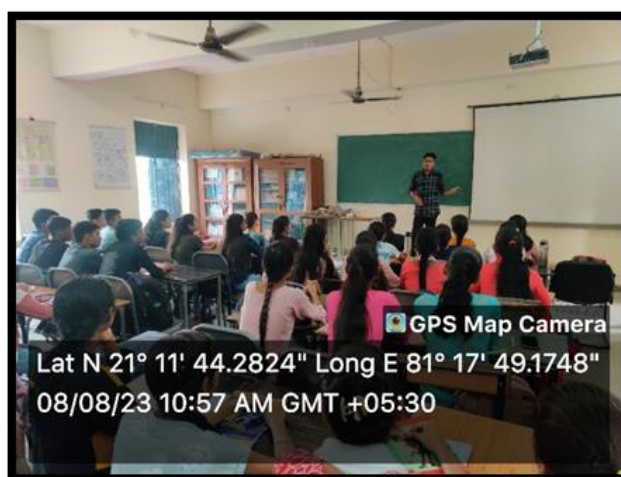 GPS Map Camera
Lat N 21° 11' 44.2824" Long E 81° 17' 49.1748"
08/08/23 10:57 AM GMT +05:30